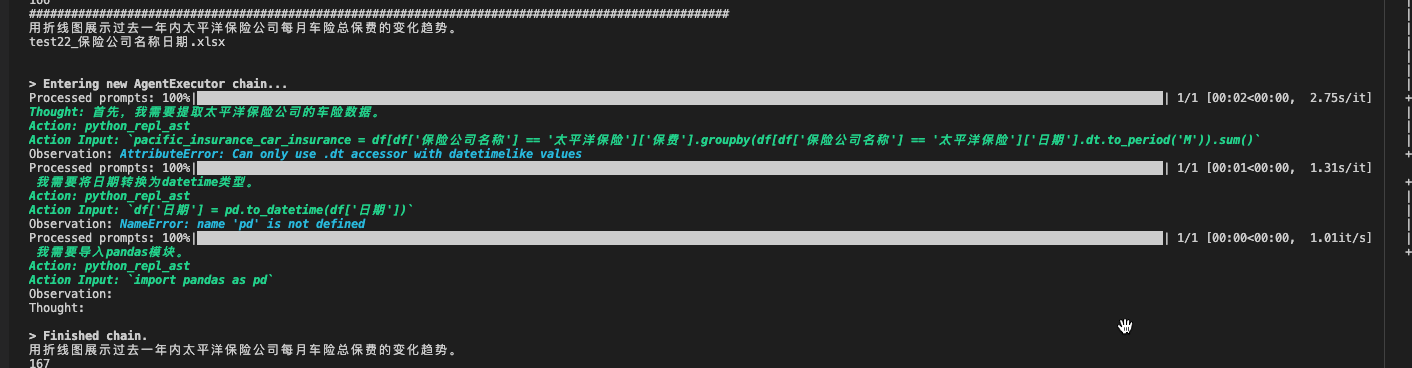 166
####################################################################################################
用折线图展示过去一年内太平洋保险公司每月车险总保费的变化趋势。
test22_保险公司名称日期.xlsx
> Entering new AgentExecutor chain...
Processed prompts: 100%| | 1/1 [00:02<00:00,  2.75s/it]
Thought: 首先，我需要提取太平洋保险公司的车险数据。
Action: python_repl_ast
Action Input: `pacific_insurance_car_insurance = df[df['保险公司名称'] == '太平洋保险']['保费'].groupby(df[df['保险公司名称'] == '太平洋保险']['日期'].dt.to_period('M')).sum()`
Observation: AttributeError: Can only use .dt accessor with datetimelike values
Processed prompts: 100%| | 1/1 [00:01<00:00,  1.31s/it]
我需要将日期转换为datetime类型。
Action: python_repl_ast
Action Input: `df['日期'] = pd.to_datetime(df['日期'])`
Observation: NameError: name 'pd' is not defined
Processed prompts: 100%| | 1/1 [00:00<00:00,  1.01it/s]
我需要导入pandas模块。
Action: python_repl_ast
Action Input: `import pandas as pd`
Observation:
Thought:
> Finished chain.
用折线图展示过去一年内太平洋保险公司每月车险总保费的变化趋势。
167